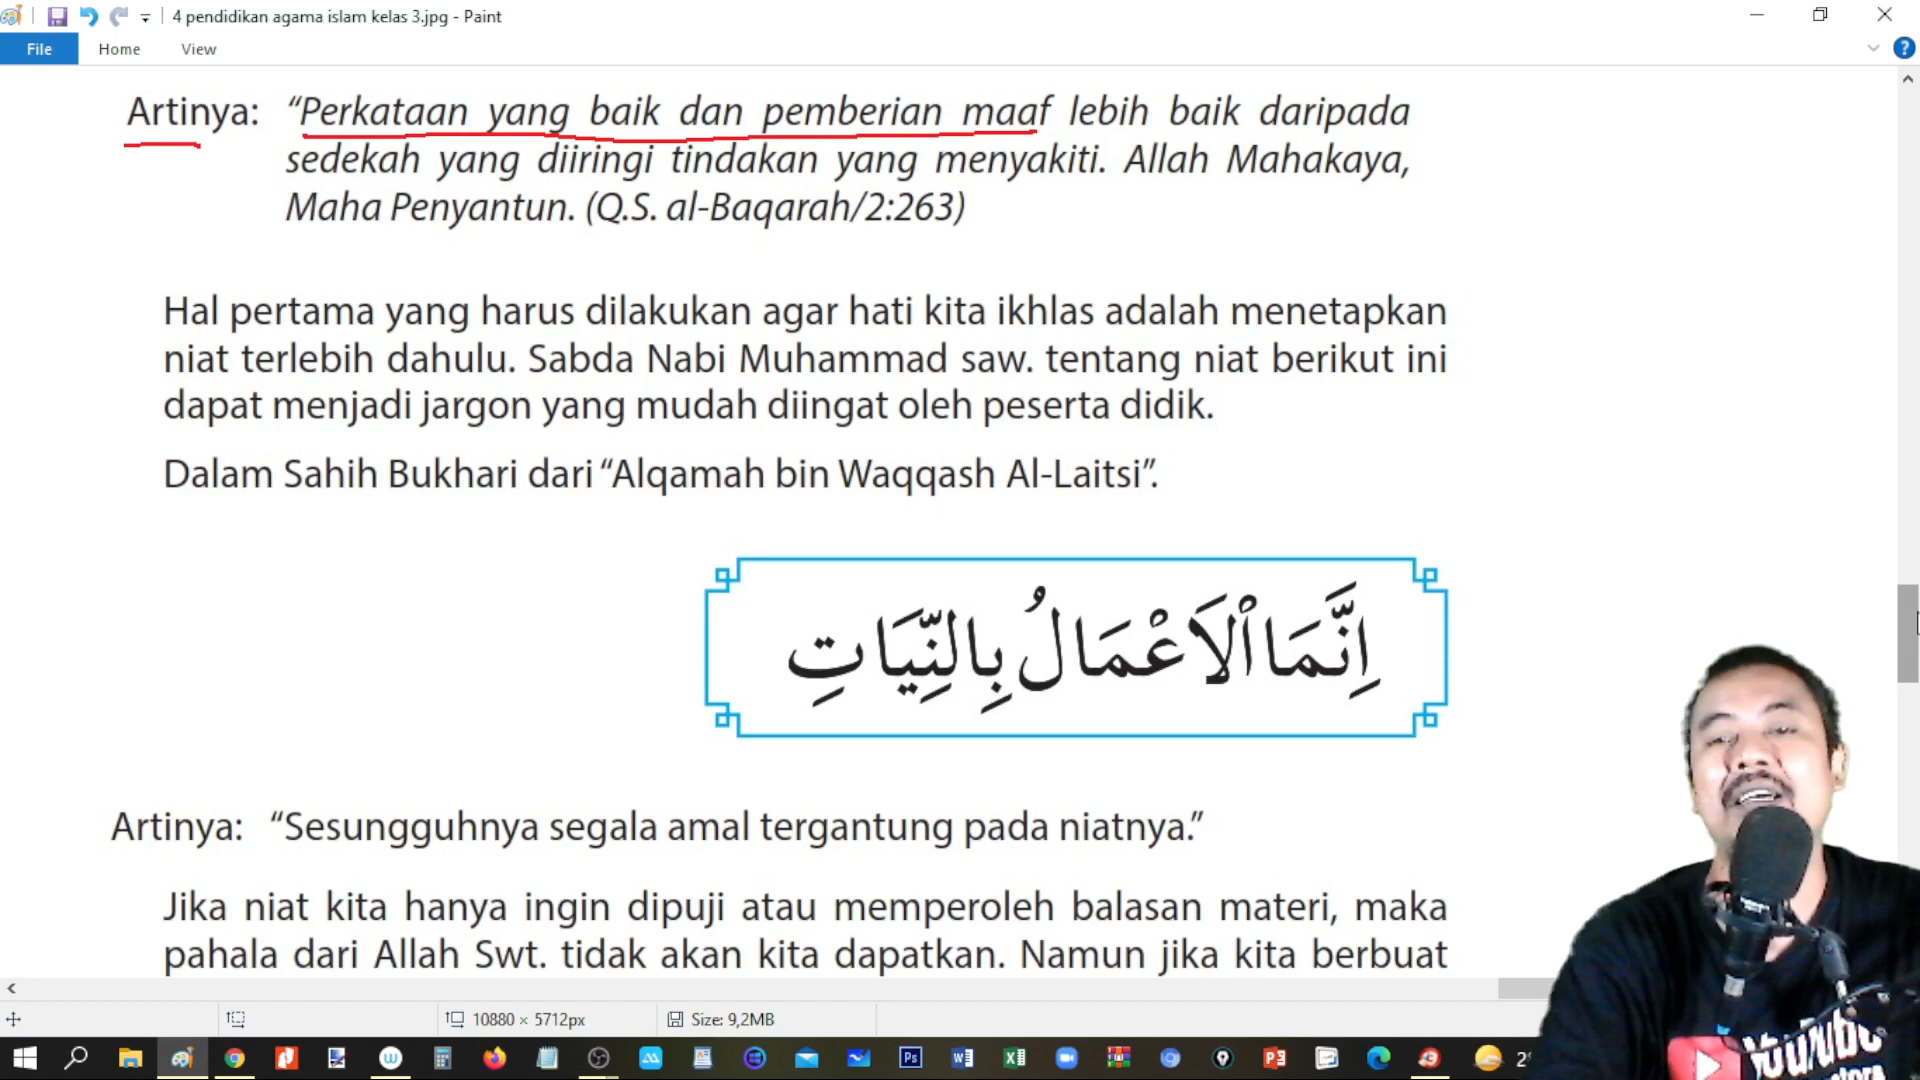 4 pendidikan agama islam kelas 3.jpg - Paint
File Home View
Artinya: “Perkataan yang baik dan pemberian maaf lebih baik daripada
sedekah yang diiringi tindakan yang menyakiti. Allah Mahakaya,
Maha Penyantun. (Q.S. al-Baqarah/2:263)
Hal pertama yang harus dilakukan agar hati kita ikhlas adalah menetapkan
niat terlebih dahulu. Sabda Nabi Muhammad saw. tentang niat berikut ini
dapat menjadi jargon yang mudah diingat oleh peserta didik.
Dalam Sahih Bukhari dari “Alqamah bin Waqqash Al-Laitsi”.
اِنَّمَا ٱلاَعْمَالُ بِالنِّيَاتِ
Artinya: “Sesungguhnya segala amal tergantung pada niatnya.”
Jika niat kita hanya ingin dipuji atau memperoleh balasan materi, maka
pahala dari Allah Swt. tidak akan kita dapatkan. Namun jika kita berbuat
10880 × 5712px Size: 9,2MB
YouTube